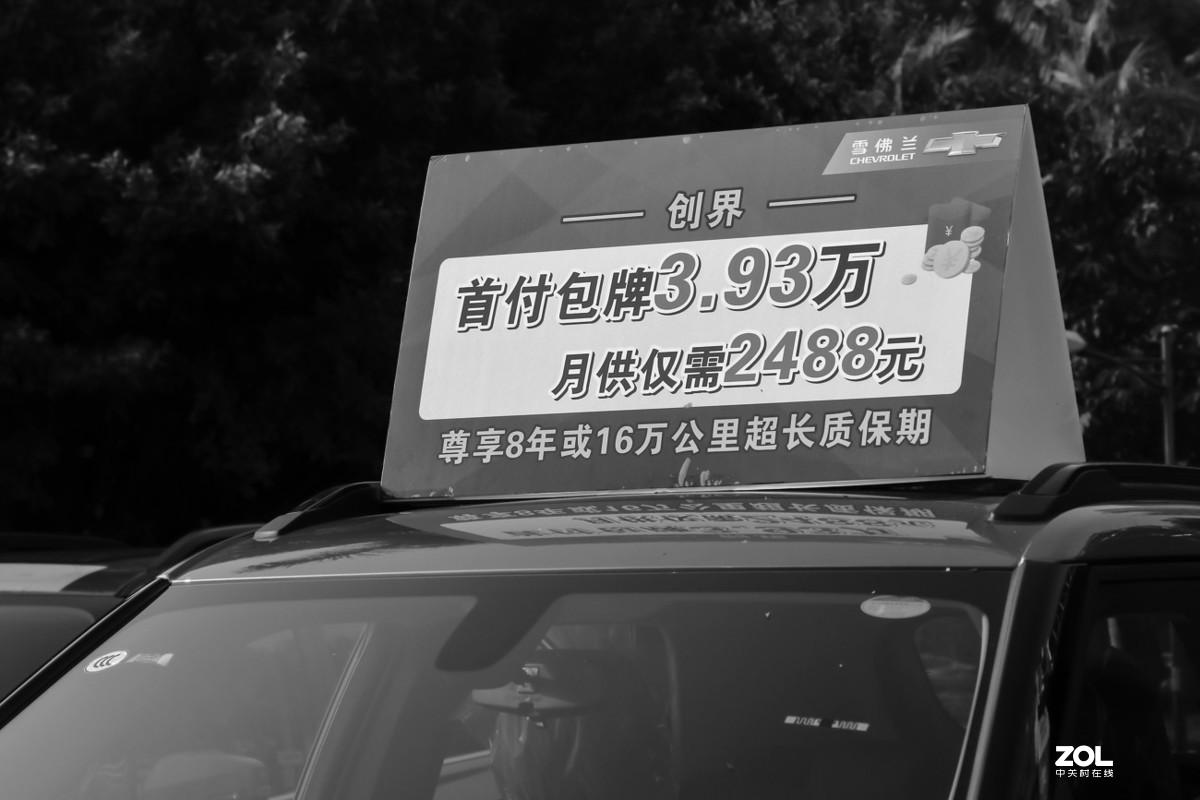 雪佛兰
CHEVROLET
创界
¥
首付包牌3.93万
月供仅需2488元
尊享8年或16万公里超长质保期
CCC
ZOL
中关村在线